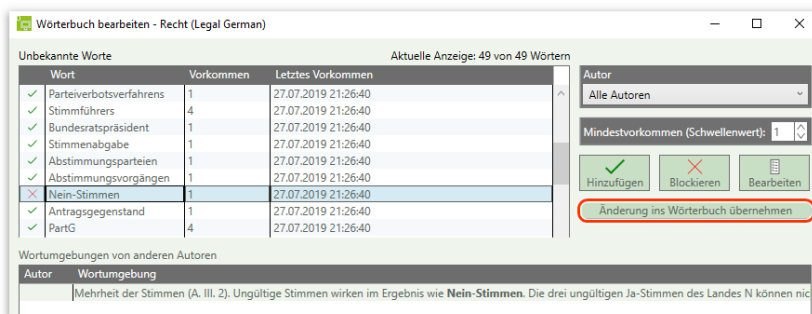 Wörterbuch bearbeiten - Recht (Legal German)
Unbekannte Worte Aktuelle Anzeige: 49 von 49 Wörtern
Wort Vorkommen Letztes Vorkommen
Parteiverbotsverfahrens 1 27.07.2019 21:26:40
Stimmführers 4 27.07.2019 21:26:40
Bundesratspräsident 1 27.07.2019 21:26:40
Stimmenabgabe 1 27.07.2019 21:26:40
Abstimmungsparteien 1 27.07.2019 21:26:40
Abstimmungsvorgängen 1 27.07.2019 21:26:40
Nein-Stimmen 1 27.07.2019 21:26:40
Antragsgegenstand 1 27.07.2019 21:26:40
PartG 4 27.07.2019 21:26:40
Autor
Alle Autoren
Mindestvorkommen (Schwellenwert): 1
Hinzufügen Blockieren Bearbeiten
Änderung ins Wörterbuch übernehmen
Wortumgebungen von anderen Autoren
Autor Wortumgebung
Mehrheit der Stimmen (A. III. 2). Ungültige Stimmen wirken im Ergebnis wie Nein-Stimmen. Die drei ungültigen Ja-Stimmen des Landes N können nic